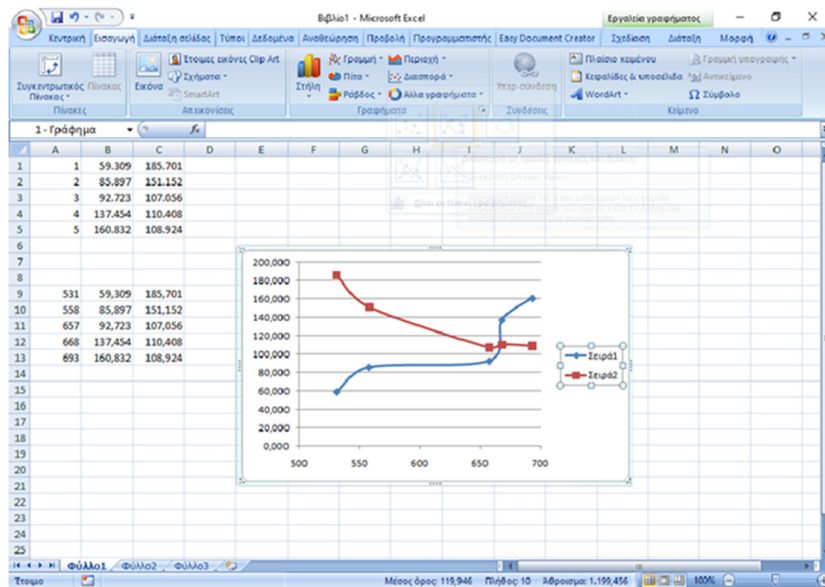 Βιβλίο1 - Microsoft Excel
Εργαλεία γραφήματος
Κεντρική Εισαγωγή Διάταξη σελίδας Τύποι Δεδομένα Αναθεώρηση Προβολή Προγραμματιστής Easy Document Creator Σχεδίαση Διάταξη Μορφή
Έτοιμες εικόνες Clip Art Γραμμή Περιοχή Πλαίσιο κειμένου Γραμμή υπογραφής
Σχήματα Πίτα Διασπορά Κεφαλίδες & υποσέλιδα Αντικείμενο
Συγκεντρωτικός Πίνακας Πίνακας Εικόνα SmartArt Στήλη Ράβδος Άλλα γραφήματα Υπερ-σύνδεση WordArt Σύμβολο
Πίνακες Απεικονίσεις Γραφήματα Συνδέσεις Κείμενο
1 - Γράφημα fx
A B C D E F G H I J K L M N O
1 1 59.309 185.701
2 2 85.897 151.152
3 3 92.723 107.056
4 4 137.454 110.408
5 5 160.832 108.924
6
7
8
9 531 59,309 185,701
10 558 85,897 151,152
11 657 92,723 107,056
12 668 137,454 110,408
13 693 160,832 108,924
14
15
16
17
18
19
20
21
22
23
24
25
200,000
180,000
160,000
140,000
120,000
100,000
80,000
60,000
40,000
20,000
0,000
500 550 600 650 700
Σειρά1
Σειρά2
Φύλλο1 Φύλλο2 Φύλλο3
Έτοιμο Μέσος όρος: 119,946 Πλήθος: 10 Άθροισμα: 1.199,456 100%